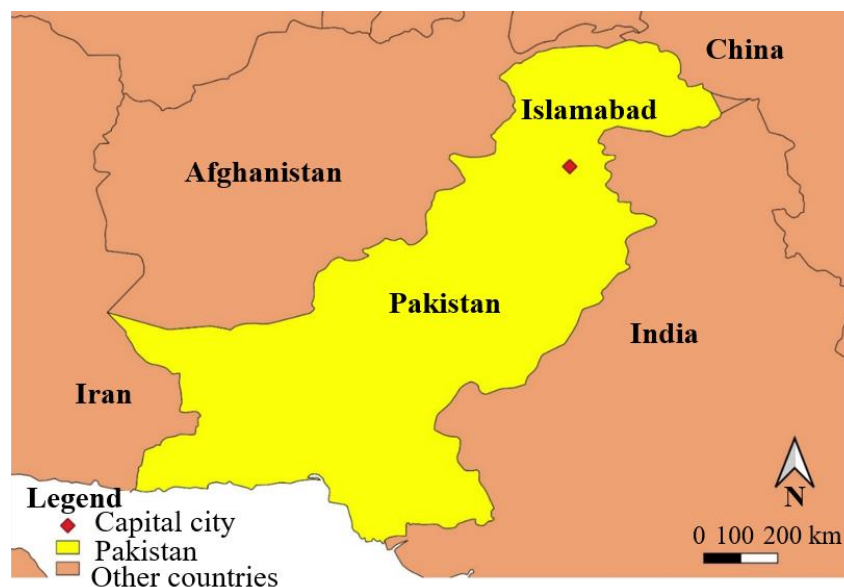 China
Islamabad
Afghanistan
Pakistan
India
Iran
Legend
Capital city
Pakistan
Other countries
N
0 100 200 km